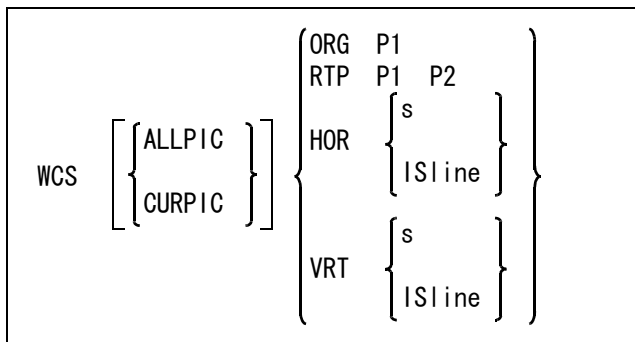 ORG P1
RTP P1 P2
s
ALLPIC HOR
ISline
WCS
CURPIC
s
VRT
ISline